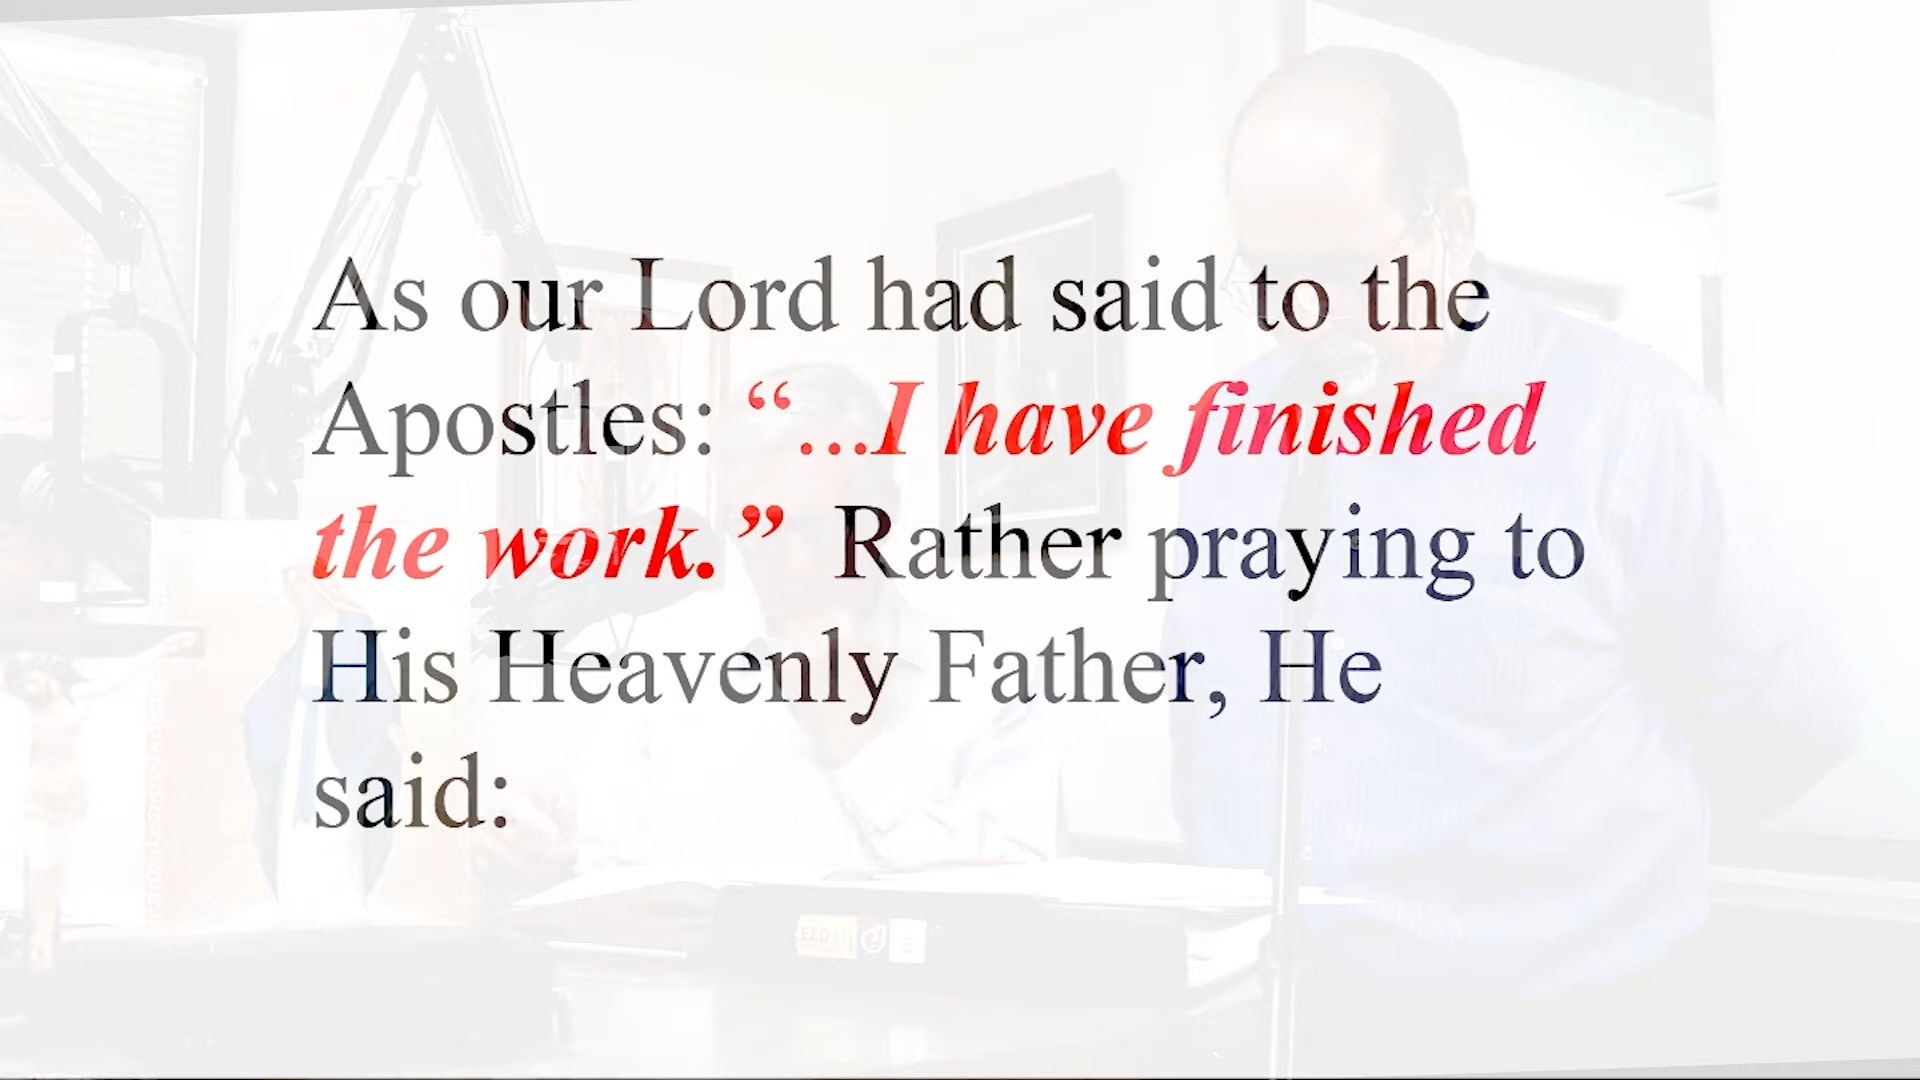 As our Lord had said to the
Apostles: “...I have finished
the work.” Rather praying to
His Heavenly Father, He
said: